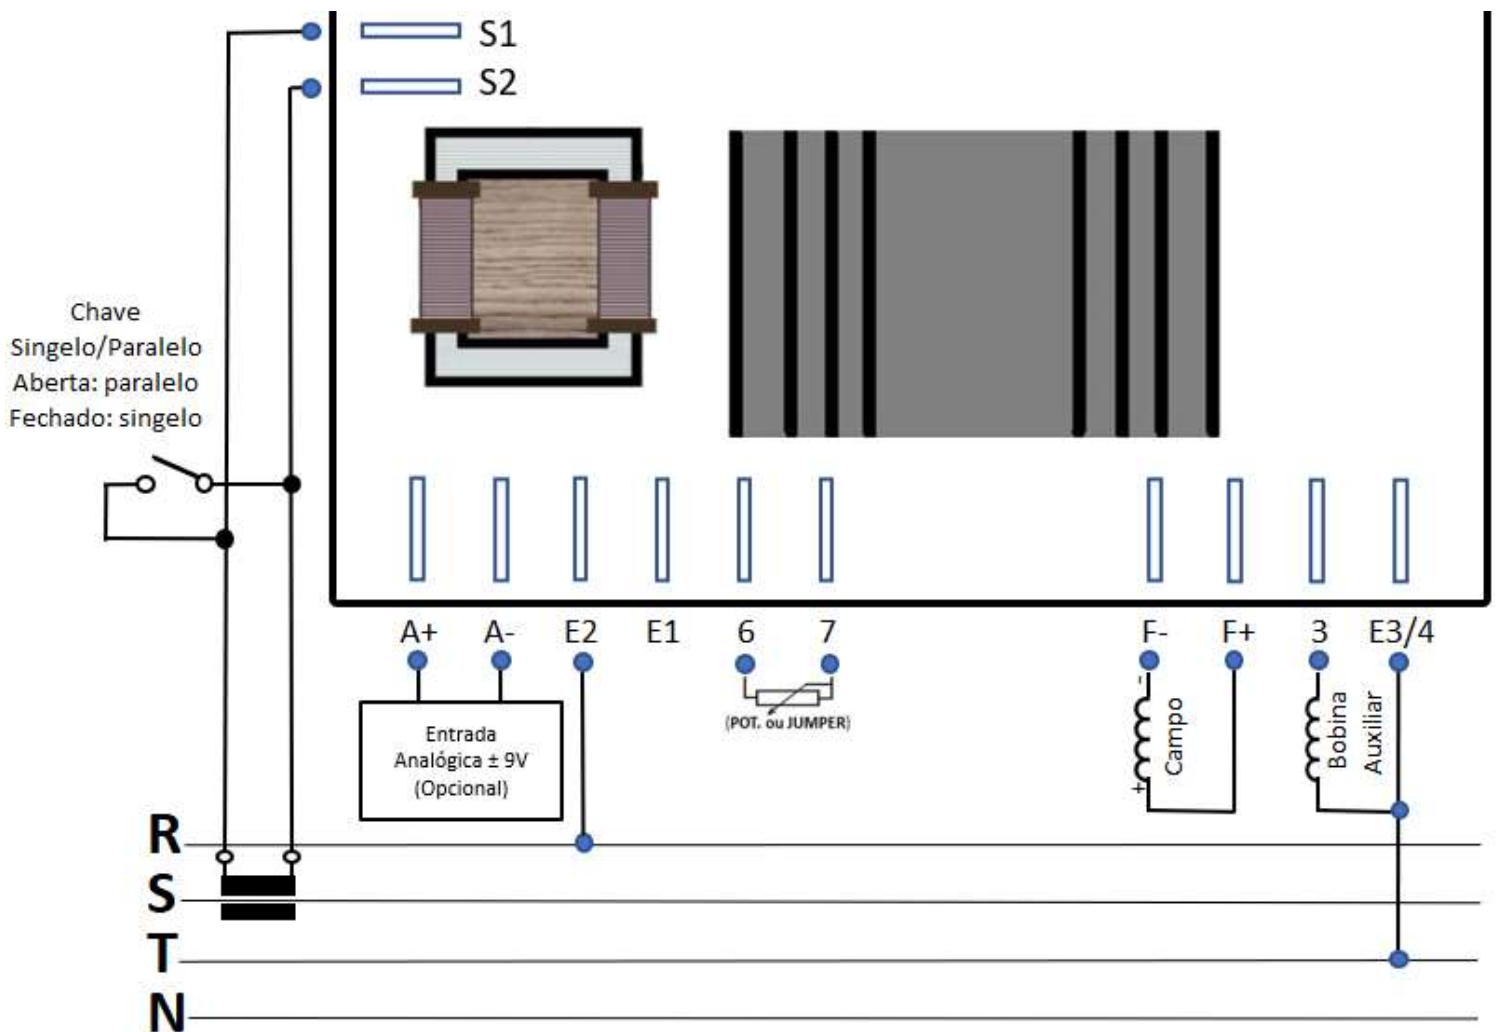 S1
S2
Chave
Singelo/Paralelo
Aberta: paralelo
Fechado: singelo
A+ A- E2 E1 6 7 F- F+ 3 E3/4
(POT. ou JUMPER)
Entrada
Analógica ± 9V
(Opcional)
-
Campo
+
Bobina
Auxiliar
R
S
T
N